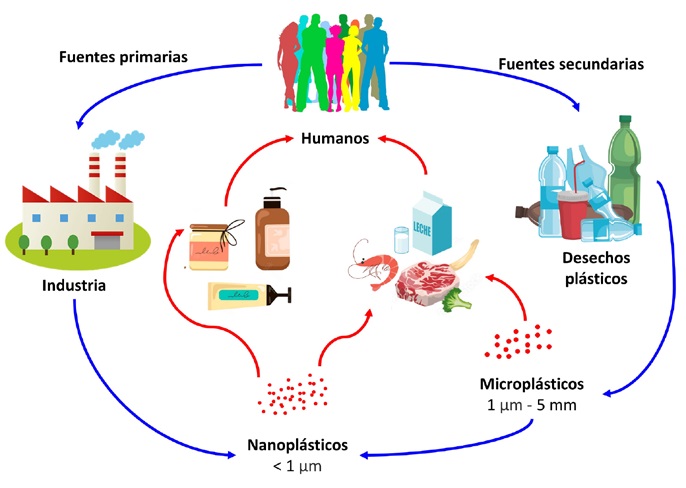 Fuentes primarias
Fuentes secundarias
Humanos
LECHE
Industria
Desechos
plásticos
Microplásticos
1 µm - 5 mm
Nanoplásticos
< 1 µm